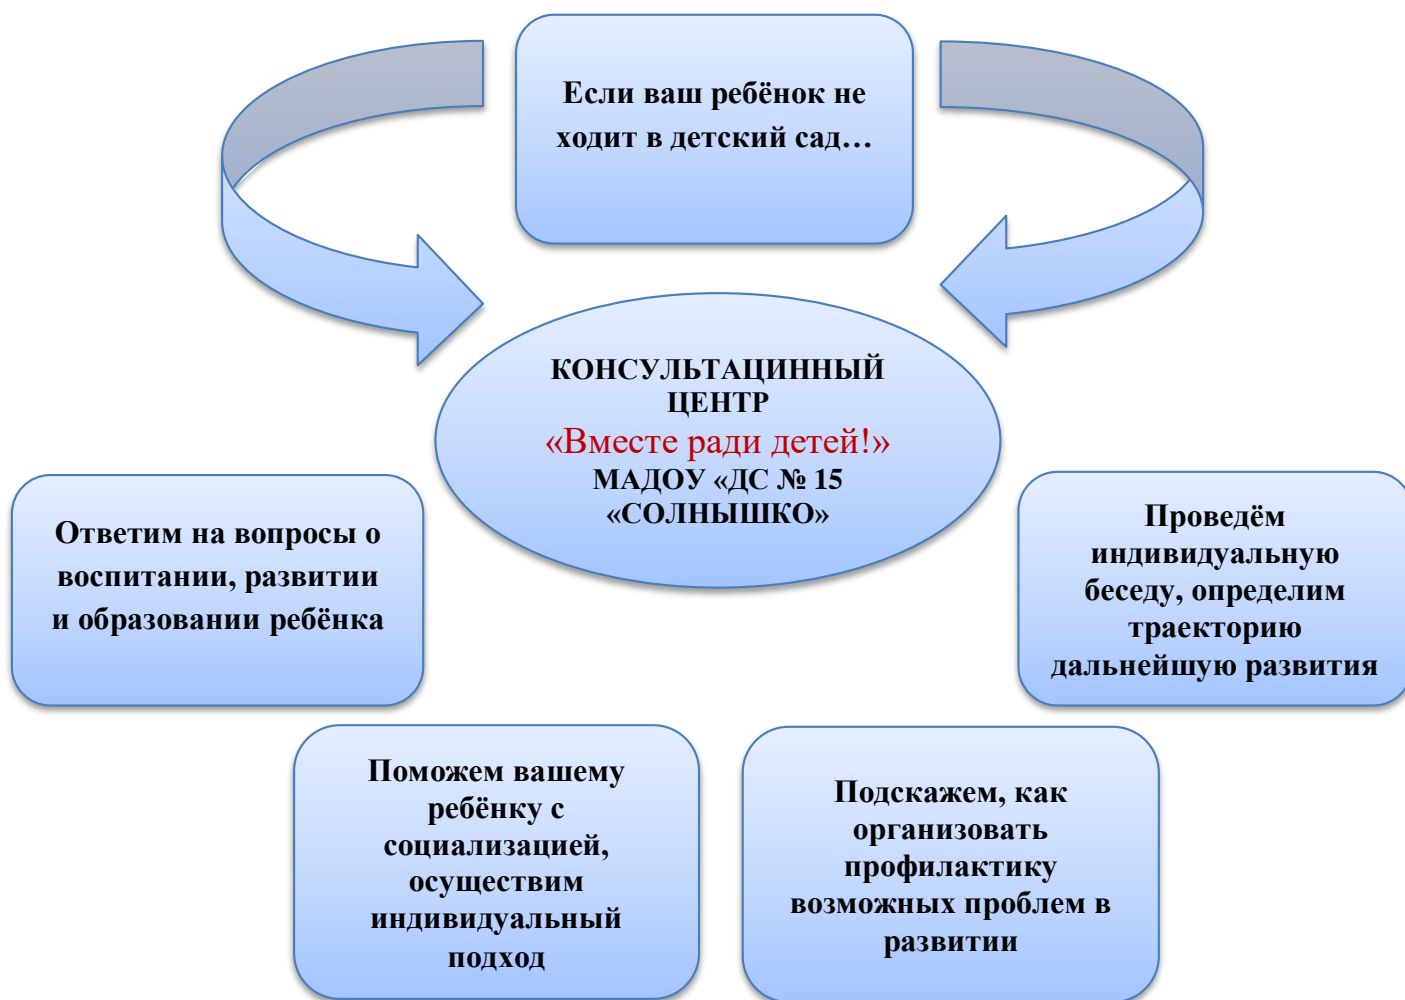 Если ваш ребёнок не
ходит в детский сад…
КОНСУЛЬТАЦИННЫЙ
ЦЕНТР
«Вместе ради детей!»
МАДОУ «ДС № 15
«СОЛНЫШКО»
Ответим на вопросы о
воспитании, развитии
и образовании ребёнка
Проведём
индивидуальную
беседу, определим
траекторию
дальнейшую развития
Поможем вашему
ребёнку с
социализацией,
осуществим
индивидуальный
подход
Подскажем, как
организовать
профилактику
возможных проблем в
развитии